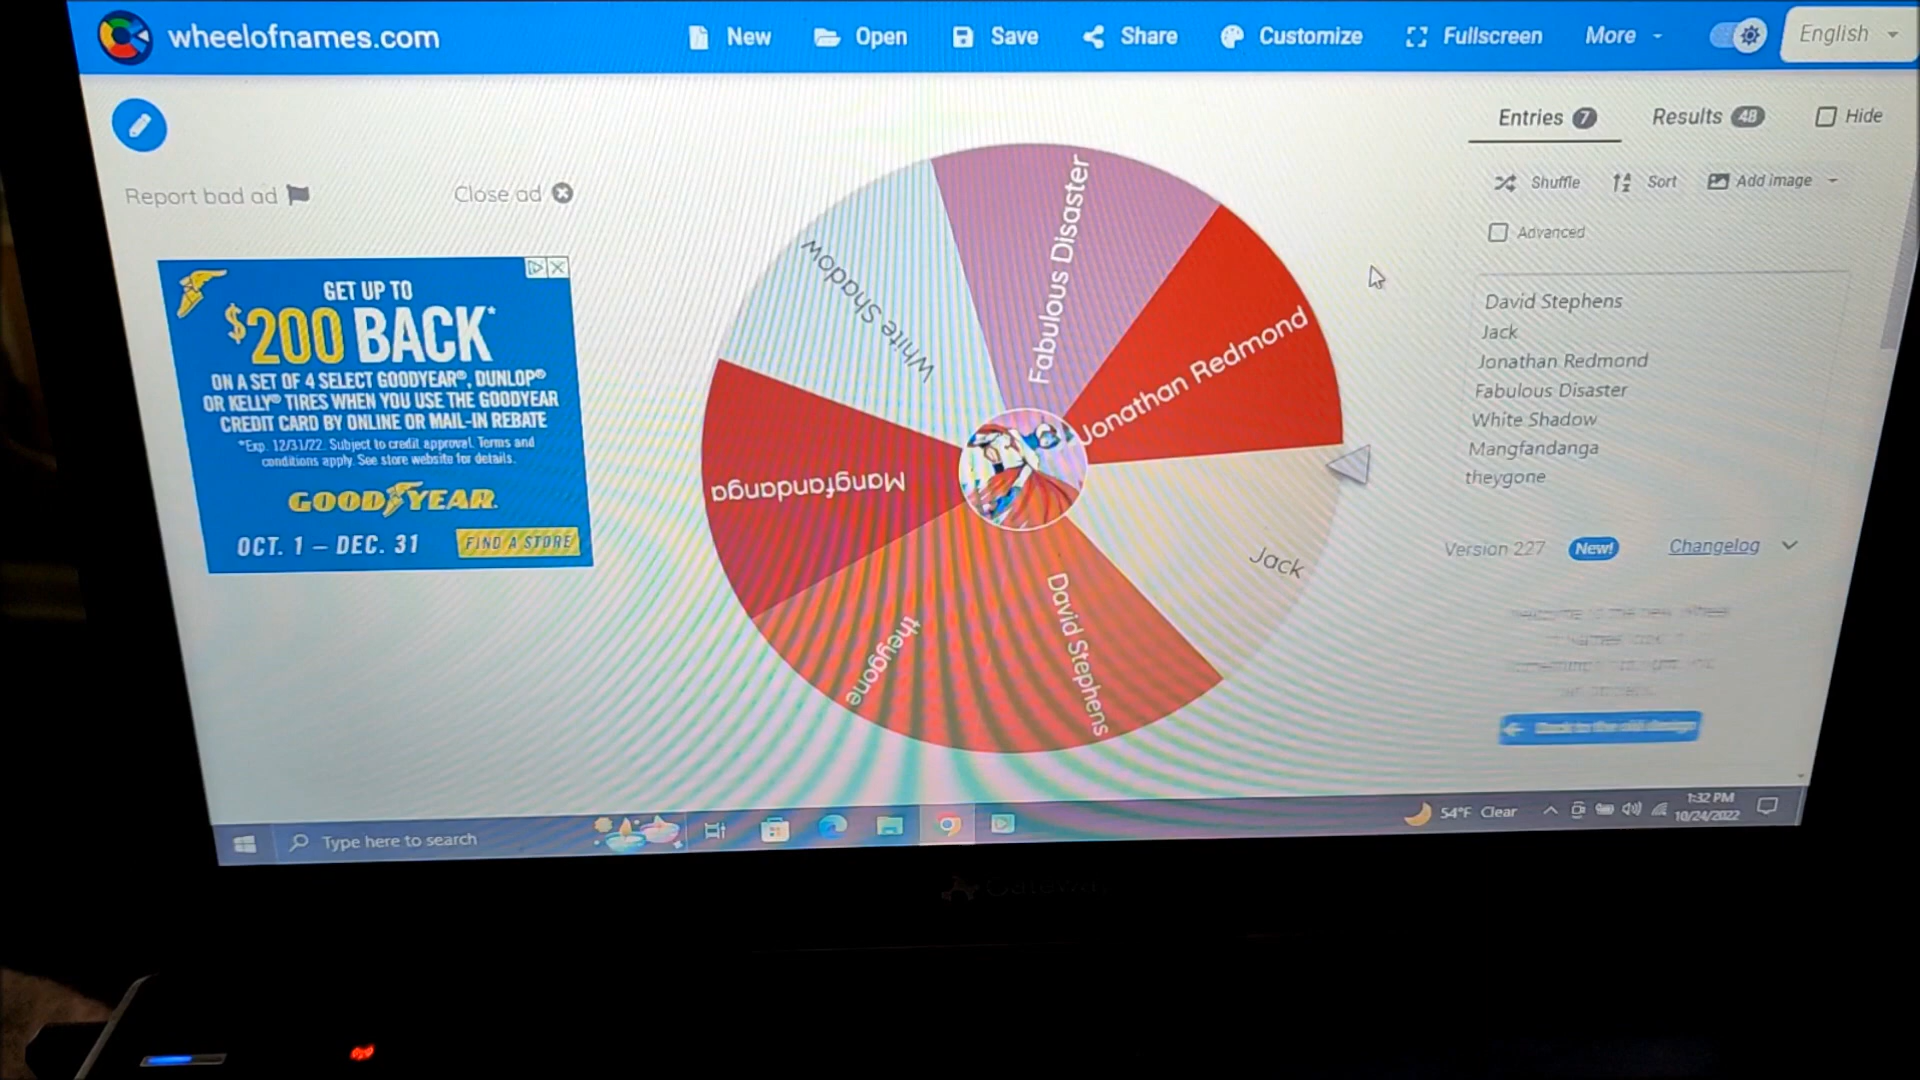 wheelofnames.com
New
Open
Save
Share
Customize
Fullscreen
More
English
Report bad ad
Close ad
GET UP TO
$200 BACK*
ON A SET OF 4 SELECT GOODYEAR®, DUNLOP®
OR KELLY® TIRES WHEN YOU USE THE GOODYEAR
CREDIT CARD BY ONLINE OR MAIL-IN REBATE
*Exp. 12/31/22. Subject to credit approval. Terms and
conditions apply. See store website for details.
GOODYEAR
OCT. 1 – DEC. 31
FIND A STORE
White Shadow
Fabulous Disaster
Jonathan Redmond
Jack
David Stephens
theygone
Mangfandanga
Entries 7
Results 48
Hide
Shuffle
Sort
Add image
Advanced
David Stephens
Jack
Jonathan Redmond
Fabulous Disaster
White Shadow
Mangfandanga
theygone
Version 227
New!
Changelog
Back to the old design
Type here to search
54°F Clear
1:32 PM
10/24/2022